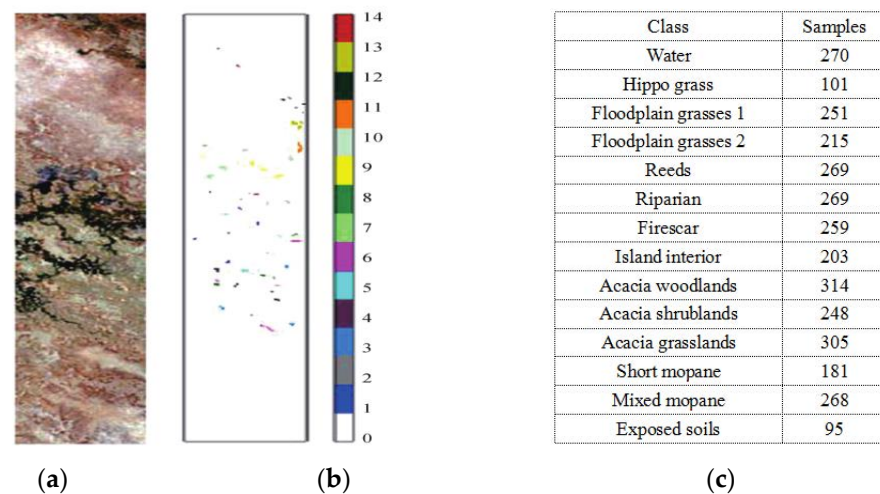 14
13
12
11
10
9
8
7
6
5
4
3
2
1
0
Class Samples
Water 270
Hippo grass 101
Floodplain grasses 1 251
Floodplain grasses 2 215
Reeds 269
Riparian 269
Firescar 259
Island interior 203
Acacia woodlands 314
Acacia shrublands 248
Acacia grasslands 305
Short mopane 181
Mixed mopane 268
Exposed soils 95
(a) (b) (c)